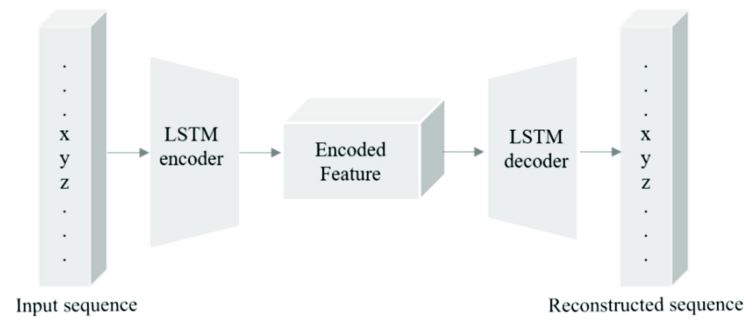 .
.
.
x
y
z
.
.
.
Input sequence
LSTM
encoder
Encoded
Feature
LSTM
decoder
.
.
.
x
y
z
.
.
.
Reconstructed sequence